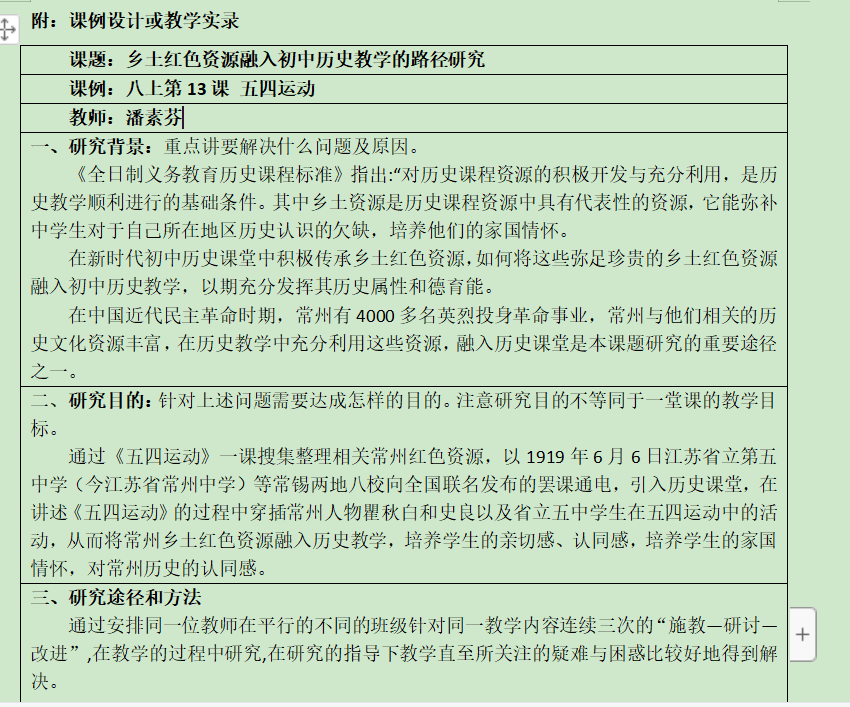 附：课例设计或教学实录
课题：乡土红色资源融入初中历史教学的路径研究
课例：八上第 13 课 五四运动
教师：潘素芬
一、研究背景：重点讲要解决什么问题及原因。
《全日制义务教育历史课程标准》指出:“对历史课程资源的积极开发与充分利用，是历
史教学顺利进行的基础条件。其中乡土资源是历史课程资源中具有代表性的资源，它能弥补
中学生对于自己所在地区历史认识的欠缺，培养他们的家国情怀。
在新时代初中历史课堂中积极传承乡土红色资源，如何将这些弥足珍贵的乡土红色资源
融入初中历史教学，以期充分发挥其历史属性和德育能。
在中国近代民主革命时期，常州有 4000 多名英烈投身革命事业，常州与他们相关的历
史文化资源丰富，在历史教学中充分利用这些资源，融入历史课堂是本课题研究的重要途径
之一。
二、研究目的：针对上述问题需要达成怎样的目的。注意研究目的不等同于一堂课的教学目
标。
通过《五四运动》一课搜集整理相关常州红色资源，以 1919 年 6 月 6 日江苏省立第五
中学（今江苏省常州中学）等常锡两地八校向全国联名发布的罢课通电，引入历史课堂，在
讲述《五四运动》的过程中穿插常州人物瞿秋白和史良以及省立五中学生在五四运动中的活
动，从而将常州乡土红色资源融入历史教学，培养学生的亲切感、认同感，培养学生的家国
情怀，对常州历史的认同感。
三、研究途径和方法
通过安排同一位教师在平行的不同的班级针对同一教学内容连续三次的“施教—研讨—
改进”,在教学的过程中研究,在研究的指导下教学直至所关注的疑难与困惑比较好地得到解
决。